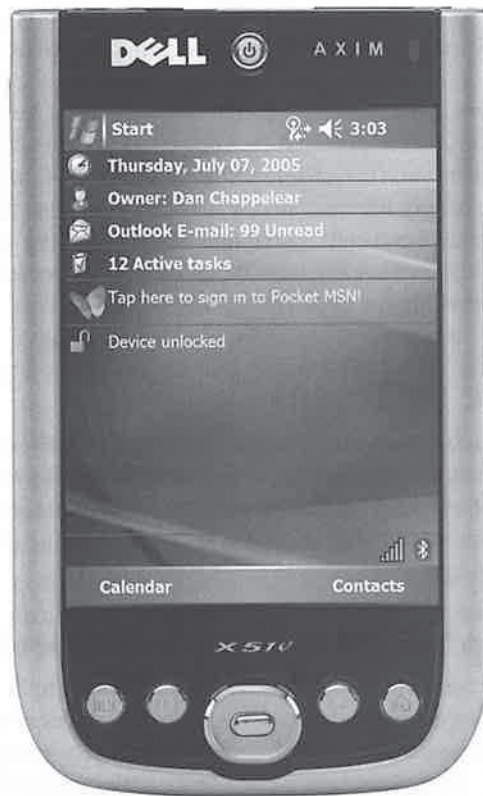 DELL AXIM
Start 3:03
Thursday, July 07, 2005
Owner: Dan Chappelear
Outlook E-mail: 99 Unread
12 Active tasks
Tap here to sign in to Pocket MSN!
Device unlocked
Calendar Contacts
X51v